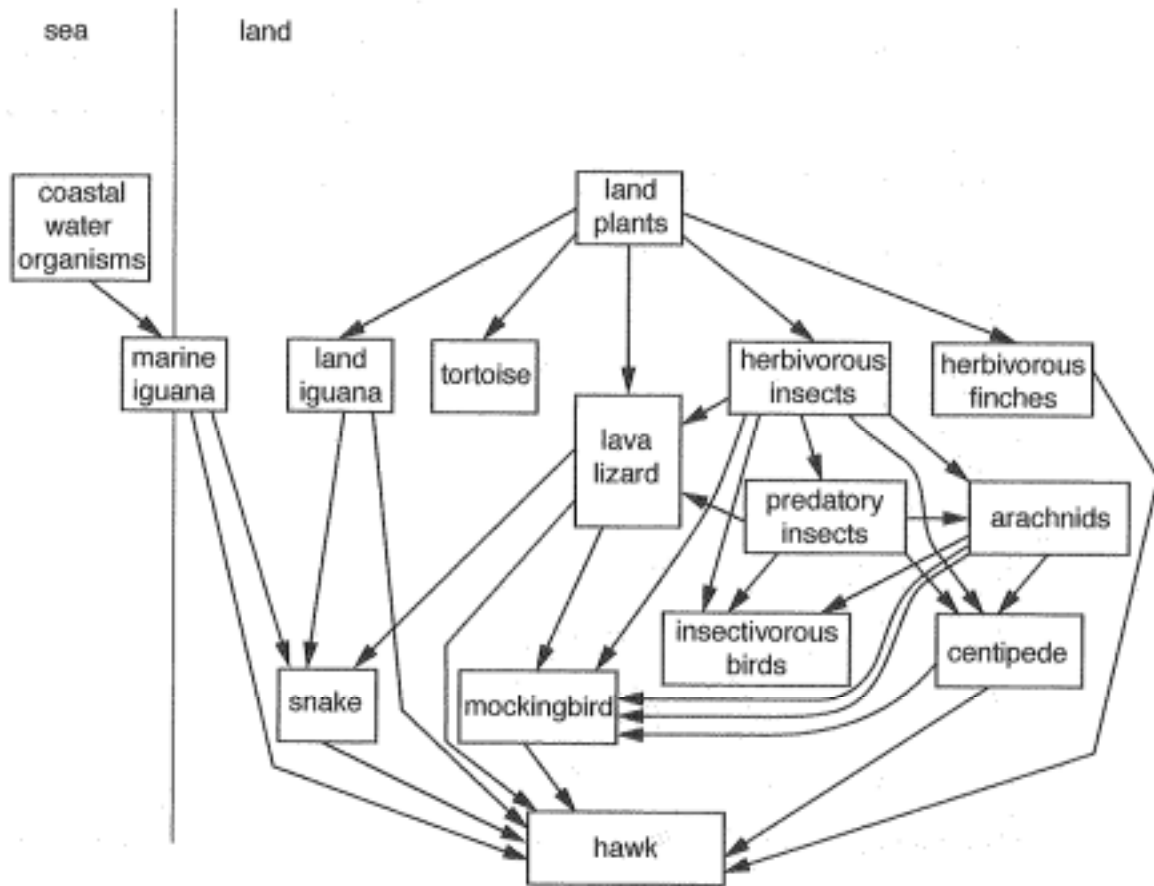 sea
land
coastal
water
organisms
land
plants
marine
iguana
land
iguana
tortoise
herbivorous
insects
herbivorous
finches
lava
lizard
predatory
insects
arachnids
insectivorous
birds
centipede
snake
mockingbird
hawk